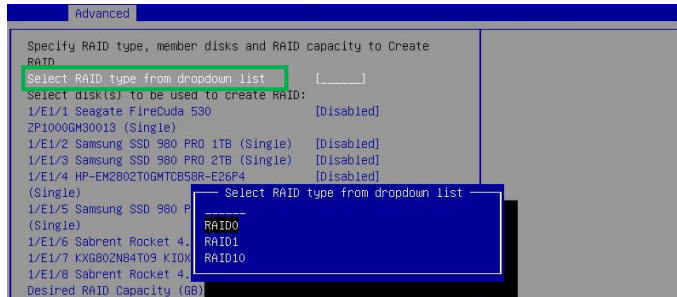 Advanced
Specify RAID type, member disks and RAID capacity to Create
RAID
Select RAID type from dropdown list [______]
Select disk(s) to be used to create RAID:
1/E1/1 Seagate FireCuda 530 [Disabled]
ZP1000GM30013 (Single)
1/E1/2 Samsung SSD 980 PRO 1TB (Single) [Disabled]
1/E1/3 Samsung SSD 980 PRO 2TB (Single) [Disabled]
1/E1/4 HP-EM2802T0GMTCB58R-E26P4 [Disabled]
(Single)
1/E1/5 Samsung SSD 980 P
(Single)
1/E1/6 Sabrent Rocket 4.
1/E1/7 KXG80ZN84T09 KIOX
1/E1/8 Sabrent Rocket 4.
Desired RAID Capacity (GB)
Select RAID type from dropdown list
______
RAID0
RAID1
RAID10